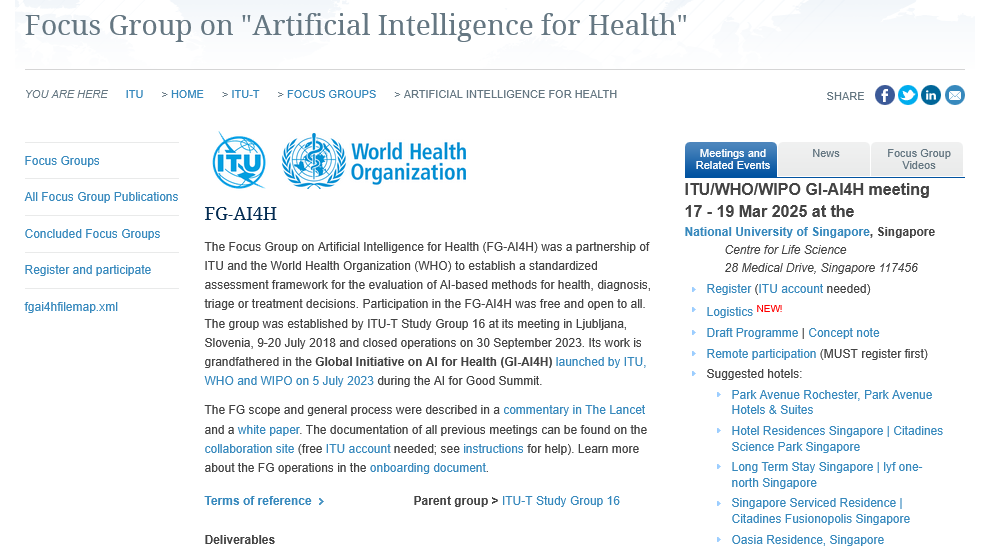 Focus Group on "Artificial Intelligence for Health"
YOU ARE HERE ITU > HOME > ITU-T > FOCUS GROUPS > ARTIFICIAL INTELLIGENCE FOR HEALTH
SHARE
Focus Groups
All Focus Group Publications
Concluded Focus Groups
Register and participate
fgai4hfilemap.xml
ITU
World Health
Organization
FG-AI4H
The Focus Group on Artificial Intelligence for Health (FG-AI4H) was a partnership of
ITU and the World Health Organization (WHO) to establish a standardized
assessment framework for the evaluation of AI-based methods for health, diagnosis,
triage or treatment decisions. Participation in the FG-AI4H was free and open to all.
The group was established by ITU-T Study Group 16 at its meeting in Ljubljana,
Slovenia, 9-20 July 2018 and closed operations on 30 September 2023. Its work is
grandfathered in the Global Initiative on AI for Health (GI-AI4H) launched by ITU,
WHO and WIPO on 5 July 2023 during the AI for Good Summit.
The FG scope and general process were described in a commentary in The Lancet
and a white paper. The documentation of all previous meetings can be found on the
collaboration site (free ITU account needed; see instructions for help). Learn more
about the FG operations in the onboarding document.
Terms of reference
Parent group > ITU-T Study Group 16
Deliverables
Meetings and
Related Events
News
Focus Group
Videos
ITU/WHO/WIPO GI-AI4H meeting
17 - 19 Mar 2025 at the
National University of Singapore, Singapore
Centre for Life Science
28 Medical Drive, Singapore 117456
Register (ITU account needed)
Logistics NEW!
Draft Programme | Concept note
Remote participation (MUST register first)
Suggested hotels:
Park Avenue Rochester, Park Avenue
Hotels & Suites
Hotel Residences Singapore | Citadines
Science Park Singapore
Long Term Stay Singapore | lyf one-
north Singapore
Singapore Serviced Residence |
Citadines Fusionopolis Singapore
Oasia Residence, Singapore